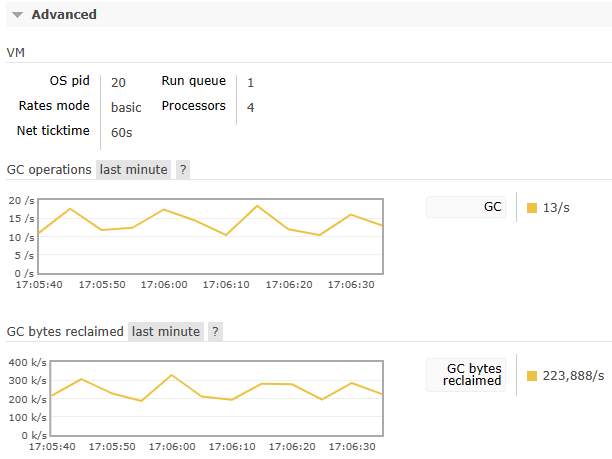 Advanced
VM
OS pid 20 Run queue 1
Rates mode basic Processors 4
Net ticktime 60s
GC operations last minute ?
20 /s
15 /s
10 /s
5 /s
0 /s
17:05:40 17:05:50 17:06:00 17:06:10 17:06:20 17:06:30
GC 13/s
GC bytes reclaimed last minute ?
400 k/s
300 k/s
200 k/s
100 k/s
0 k/s
17:05:40 17:05:50 17:06:00 17:06:10 17:06:20 17:06:30
GC bytes
reclaimed 223,888/s